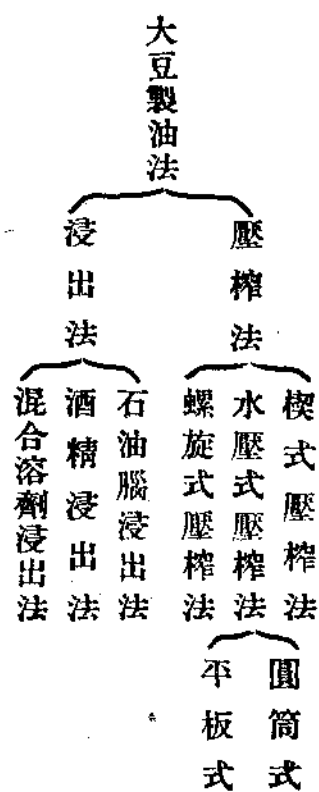 大豆製油法
壓榨法
楔式壓榨法
水壓式壓榨法
圓筒式
平板式
螺旋式壓榨法
浸出法
石油腦浸出法
酒精浸出法
混合溶劑浸出法